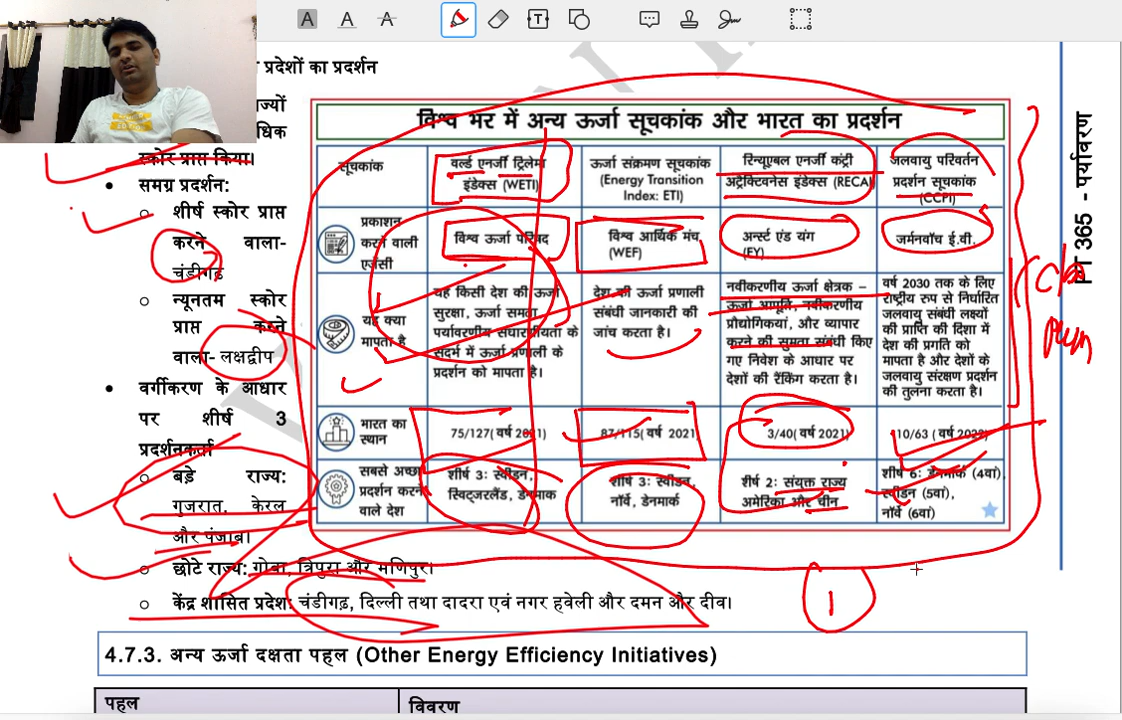 प्रदेशों का प्रदर्शन
स्कोर प्राप्त किया।
• समग्र प्रदर्शन:
○ शीर्ष स्कोर प्राप्त
करने वाला-
चंडीगढ़
○ न्यूनतम स्कोर
प्राप्त करने
वाला- लक्षद्वीप
• वर्गीकरण के आधार
पर शीर्ष 3
प्रदर्शनकर्ता
○ बड़े राज्य:
गुजरात, केरल
और पंजाब।
○ छोटे राज्य: गोवा, त्रिपुरा और मणिपुर।
○ केंद्र शासित प्रदेश: चंडीगढ़, दिल्ली तथा दादरा एवं नगर हवेली और दमन और दीव।
विश्व भर में अन्य ऊर्जा सूचकांक और भारत का प्रदर्शन
सूचकांक
वर्ल्ड एनर्जी ट्रिलेमा
इंडेक्स (WETI)
ऊर्जा संक्रमण सूचकांक
(Energy Transition
Index: ETI)
रिन्यूएबल एनर्जी कंट्री
अट्रैक्टिवनेस इंडेक्स (RECAI)
जलवायु परिवर्तन
प्रदर्शन सूचकांक
(CCPI)
प्रकाशन
करने वाली
एजेंसी
विश्व ऊर्जा परिषद
विश्व आर्थिक मंच
(WEF)
अर्न्स्ट एंड यंग
(EY)
जर्मनवॉच ई.वी.
यह क्या
मापता है
यह किसी देश की ऊर्जा
सुरक्षा, ऊर्जा समता
पर्यावरणीय संधारणीयता के
संदर्भ में ऊर्जा प्रणाली के
प्रदर्शन को मापता है।
देश की ऊर्जा प्रणाली
संबंधी जानकारी की
जांच करता है।
नवीकरणीय ऊर्जा क्षेत्रक –
ऊर्जा आपूर्ति, नवीकरणीय
प्रौद्योगिकियां, और व्यापार
करने की सुगमता संबंधी किए
गए निवेश के आधार पर
देशों की रैंकिंग करता है।
वर्ष 2030 तक के लिए
राष्ट्रीय रुप से निर्धारित
जलवायु संबंधी लक्ष्यों
की प्राप्ति की दिशा में
देश की प्रगति को
मापता है और देशों के
जलवायु संरक्षण प्रदर्शन
की तुलना करता है।
भारत का
स्थान
75/127( वर्ष 2021)
87/115( वर्ष 2021)
3/40( वर्ष 2021)
10/63 ( वर्ष 2022)
सबसे अच्छा
प्रदर्शन करने
वाले देश
शीर्ष 3: स्वीडन,
स्विट्जरलैंड, डेनमार्क
शीर्ष 3: स्वीडन,
नॉर्वे, डेनमार्क
शीर्ष 2: संयुक्त राज्य
अमेरिका और चीन
शीर्ष 6: डेनमार्क (4वां),
स्वीडन (5वां),
नॉर्वे (6वां)
365 - पर्यावरण
1
4.7.3. अन्य ऊर्जा दक्षता पहल (Other Energy Efficiency Initiatives)
पहल
विवरण